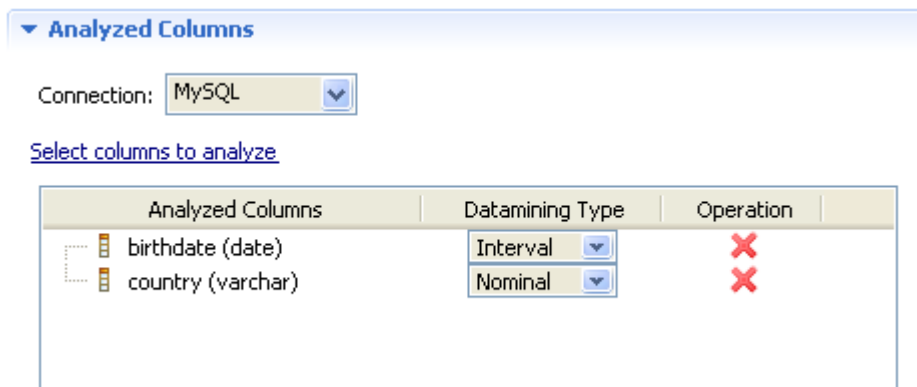 Analyzed Columns
Connection: MySQL
Select columns to analyze
Analyzed Columns Datamining Type Operation
birthdate (date) Interval
country (varchar) Nominal